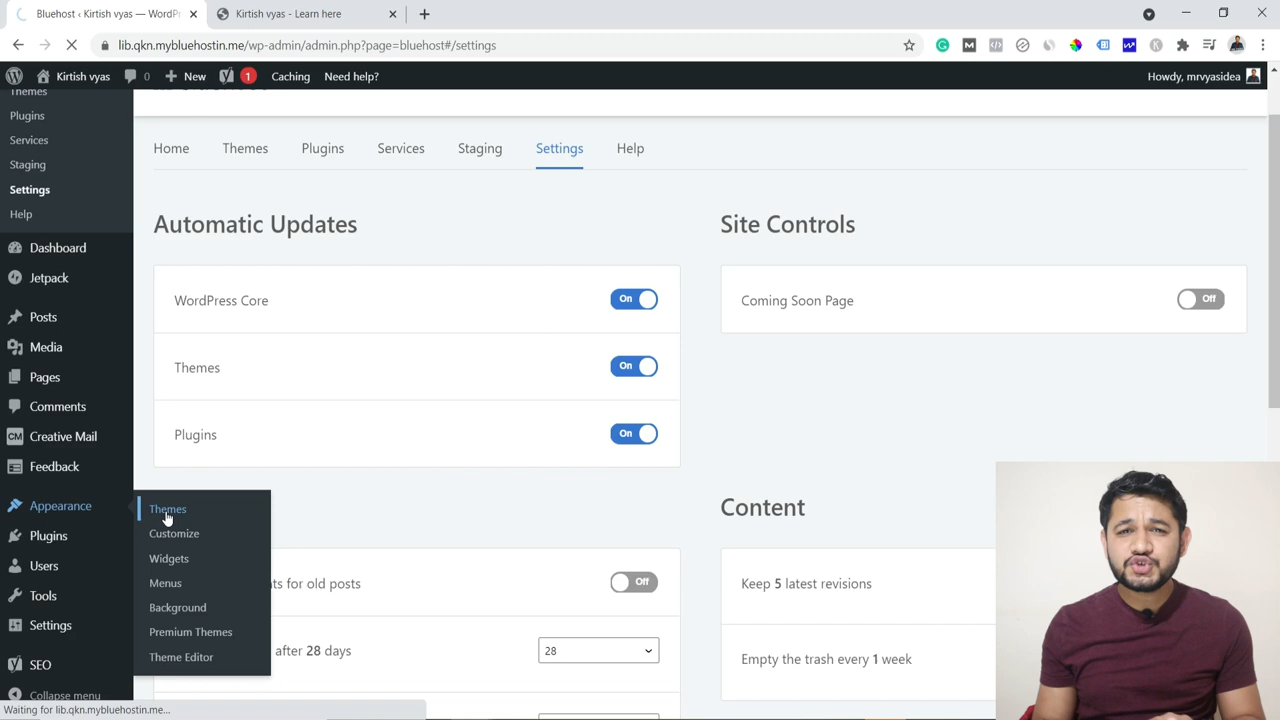 Bluehost ‹ Kirtish vyas — WordPr
Kirtish vyas - Learn here
lib.qkn.mybluehostin.me/wp-admin/admin.php?page=bluehost#/settings
Kirtish vyas
0
New
1
Caching
Need help?
Howdy, mrvyasidea
Themes
Plugins
Services
Staging
Settings
Help
Dashboard
Jetpack
Posts
Media
Pages
Comments
Creative Mail
Feedback
Appearance
Plugins
Users
Tools
Settings
SEO
Collapse menu
Themes
Customize
Widgets
Menus
Background
Premium Themes
Theme Editor
Home
Themes
Plugins
Services
Staging
Settings
Help
Automatic Updates
WordPress Core
On
Themes
On
Plugins
On
Site Controls
Coming Soon Page
Off
for old posts
Off
after 28 days
28
Content
Keep 5 latest revisions
Empty the trash every 1 week
Waiting for lib.qkn.mybluehostin.me...